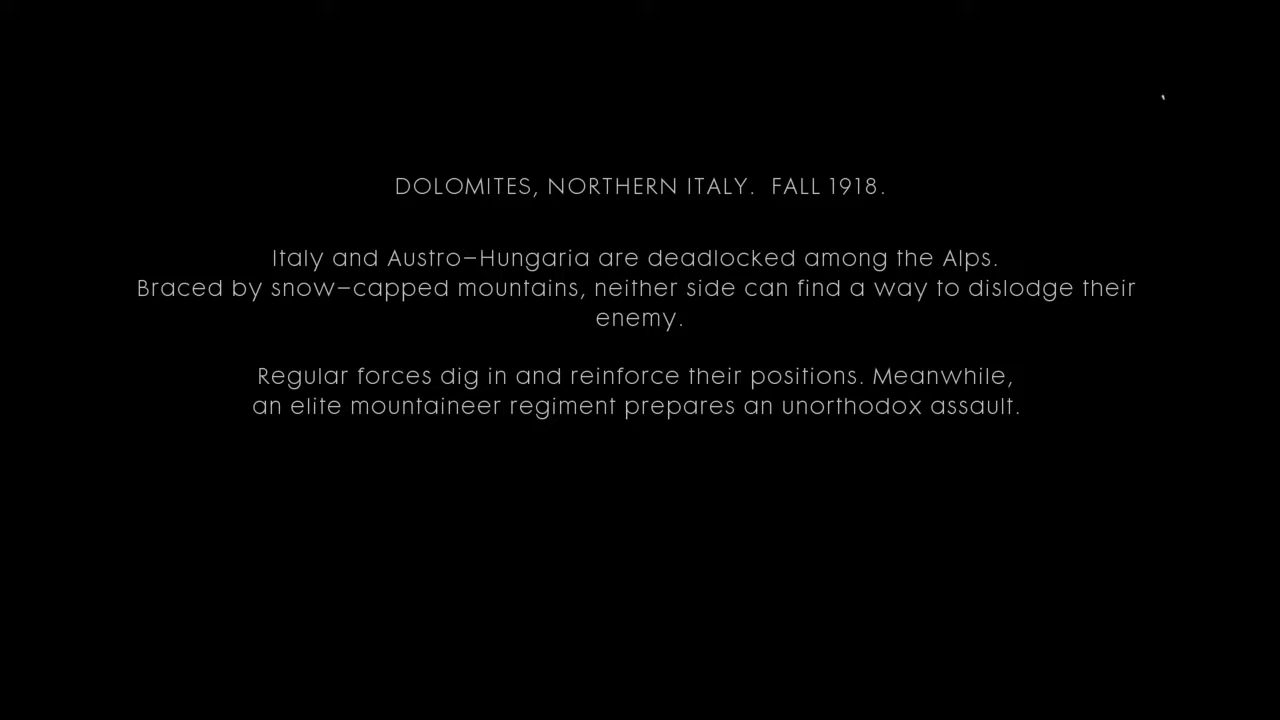 DOLOMITES, NORTHERN ITALY.  FALL 1918.
Italy and Austro-Hungaria are deadlocked among the Alps.
Braced by snow-capped mountains, neither side can find a way to dislodge their
enemy.
Regular forces dig in and reinforce their positions. Meanwhile,
an elite mountaineer regiment prepares an unorthodox assault.